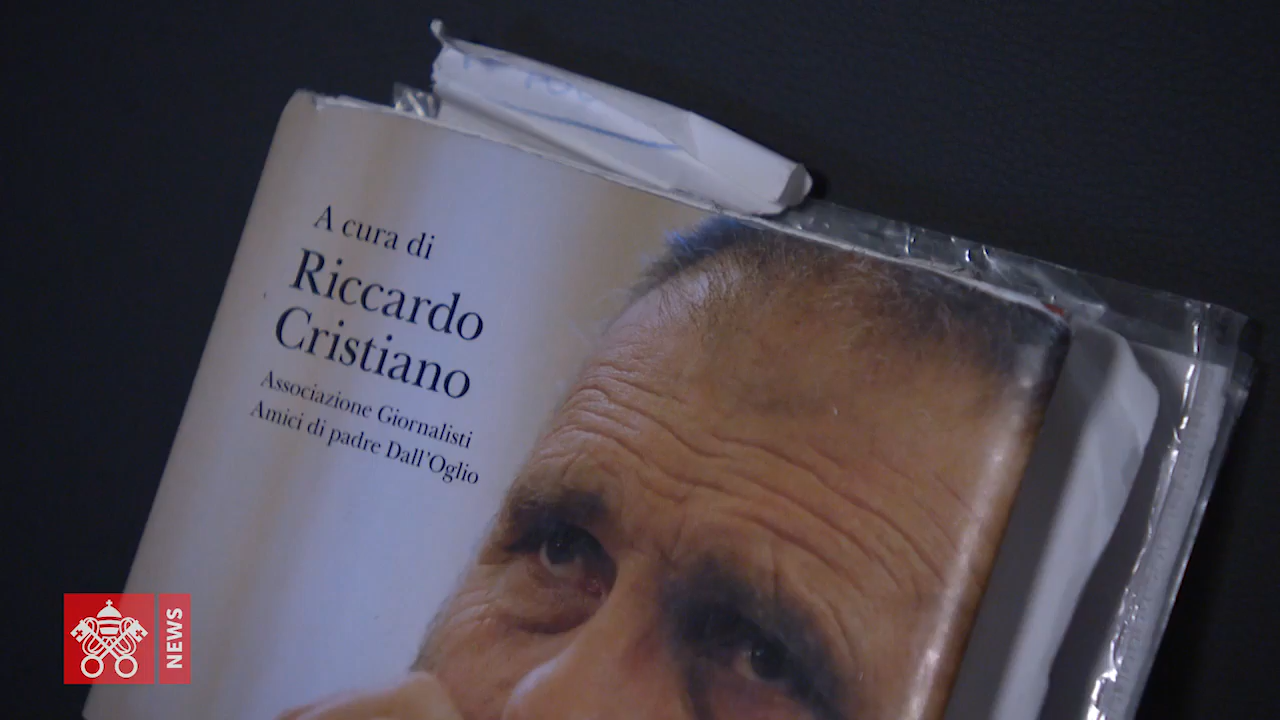 A cura di
Riccardo
Cristiano
Associazione Giornalisti
Amici di padre Dall'Oglio
NEWS